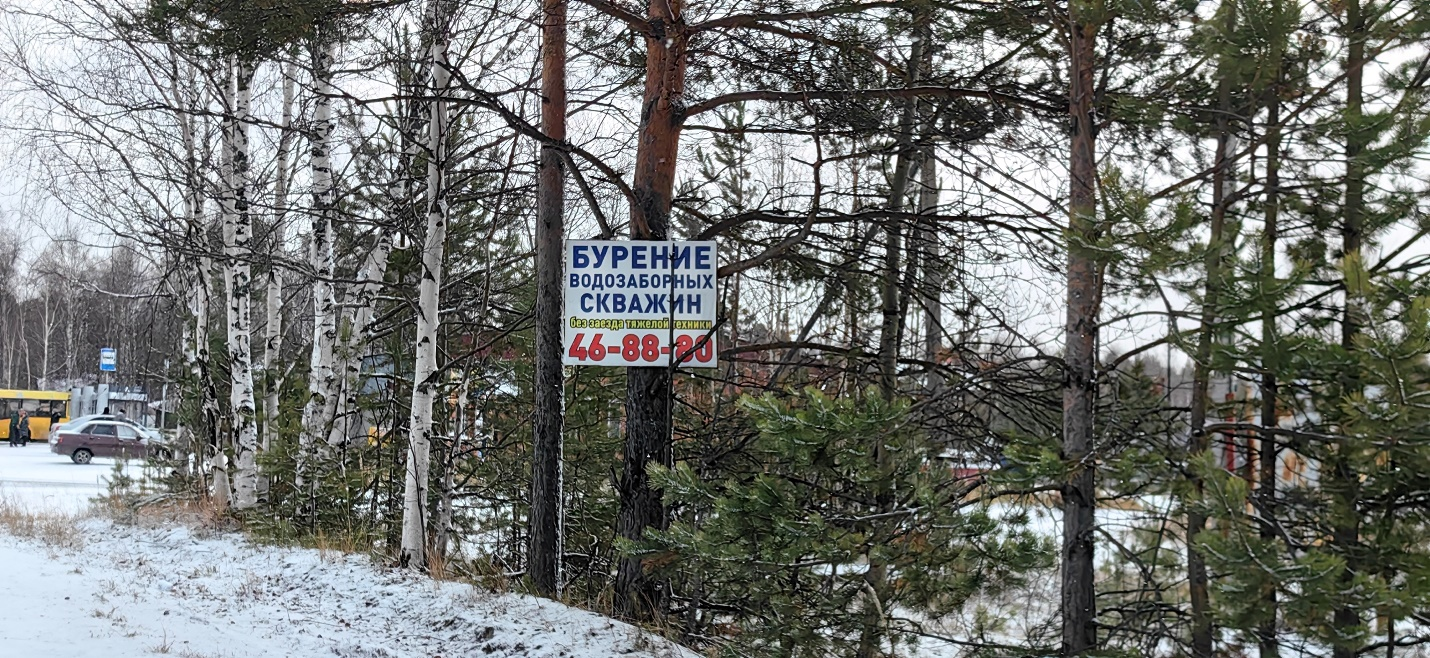 БУРЕНИЕ
ВОДОЗАБОРНЫХ
СКВАЖИН
без заезда тяжелой техники
46-88-80